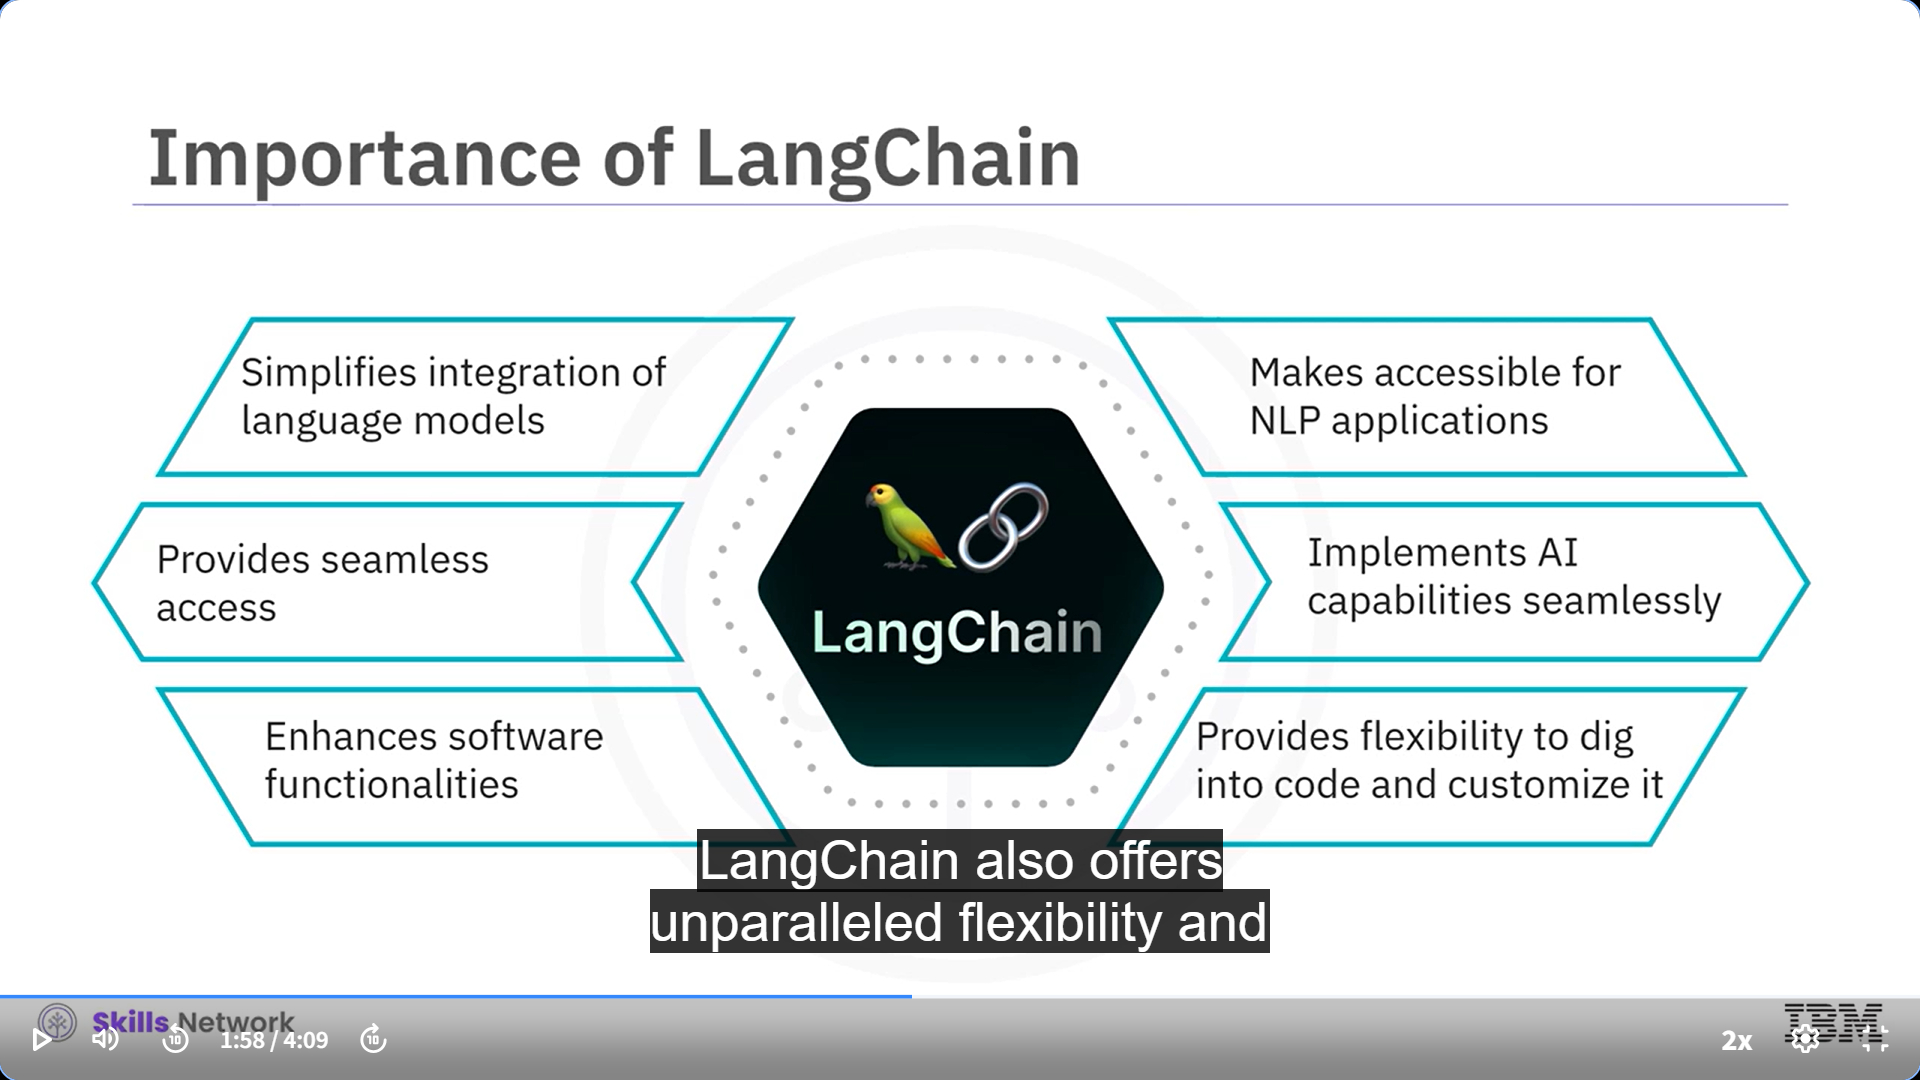 Importance of LangChain
Simplifies integration of
language models
Provides seamless
access
Enhances software
functionalities
LangChain
Makes accessible for
NLP applications
Implements AI
capabilities seamlessly
Provides flexibility to dig
into code and customize it
LangChain also offers
unparalleled flexibility and
Skills Network
IBM
10
1:58 / 4:09
10
2x